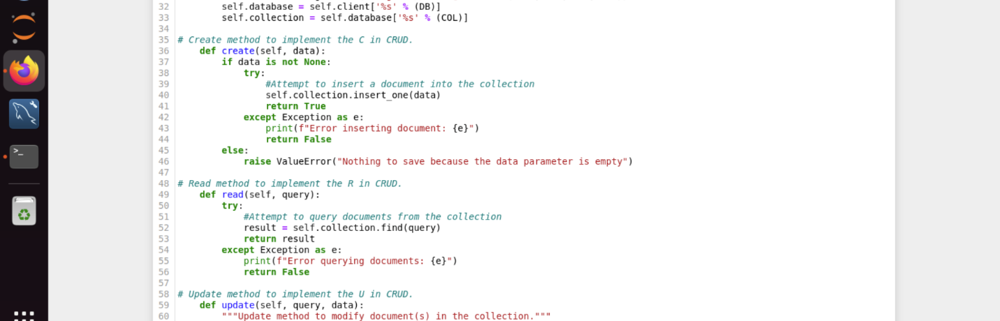 32 self.database = self.client['%s' % (DB)]
33 self.collection = self.database['%s' % (COL)]
34
35 # Create method to implement the C in CRUD.
36 def create(self, data):
37 if data is not None:
38 try:
39 #Attempt to insert a document into the collection
40 self.collection.insert_one(data)
41 return True
42 except Exception as e:
43 print(f"Error inserting document: {e}")
44 return False
45 else:
46 raise ValueError("Nothing to save because the data parameter is empty")
47
48 # Read method to implement the R in CRUD.
49 def read(self, query):
50 try:
51 #Attempt to query documents from the collection
52 result = self.collection.find(query)
53 return result
54 except Exception as e:
55 print(f"Error querying documents: {e}")
56 return False
57
58 # Update method to implement the U in CRUD.
59 def update(self, query, data):
60 """Update method to modify document(s) in the collection."""